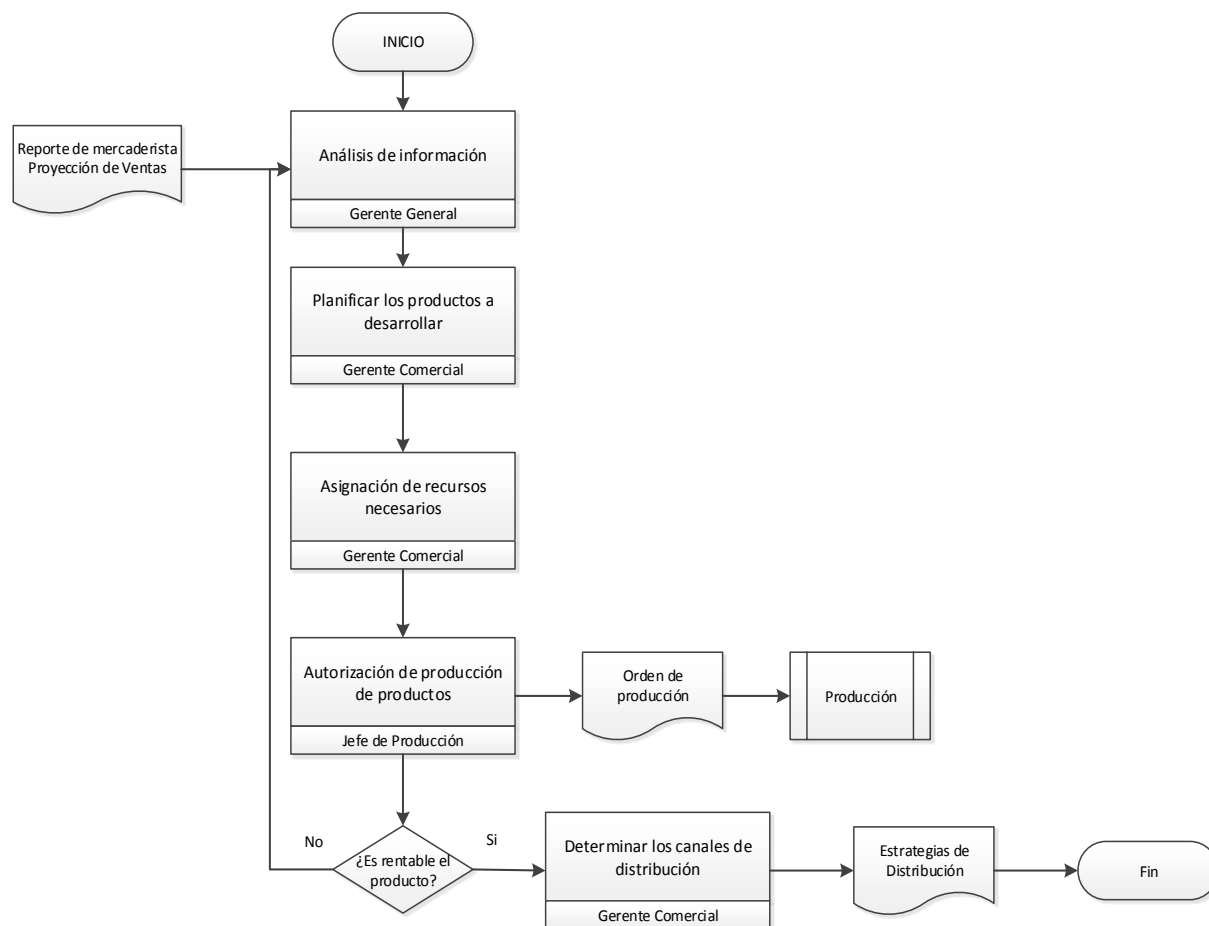 INICIO
Reporte de mercaderista
Proyección de Ventas
Análisis de información
Gerente General
Planificar los productos a
desarrollar
Gerente Comercial
Asignación de recursos
necesarios
Gerente Comercial
Autorización de producción
de productos
Jefe de Producción
Orden de
producción
Producción
¿Es rentable el
producto?
No
Si
Determinar los canales de
distribución
Gerente Comercial
Estrategias de
Distribución
Fin